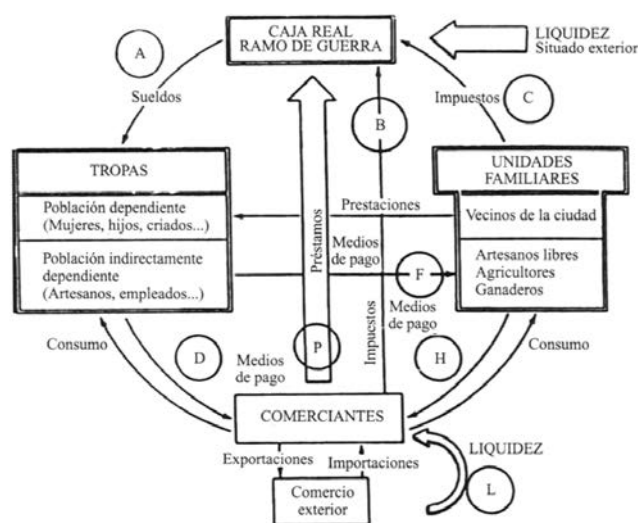 CAJA REAL
RAMO DE GUERRA
LIQUIDEZ
Situado exterior
A
Sueldos
B
Impuestos
C
TROPAS
Población dependiente
(Mujeres, hijos, criados...)
Población indirectamente
dependiente
(Artesanos, empleados...)
Préstamos
Prestaciones
Medios
de pago
F
UNIDADES
FAMILIARES
Vecinos de la ciudad
Artesanos libres
Agricultores
Ganaderos
Consumo
D
Medios
de pago
P
Impuestos
Medios
de pago
H
Consumo
COMERCIANTES
Exportaciones
Importaciones
Comercio
exterior
LIQUIDEZ
L